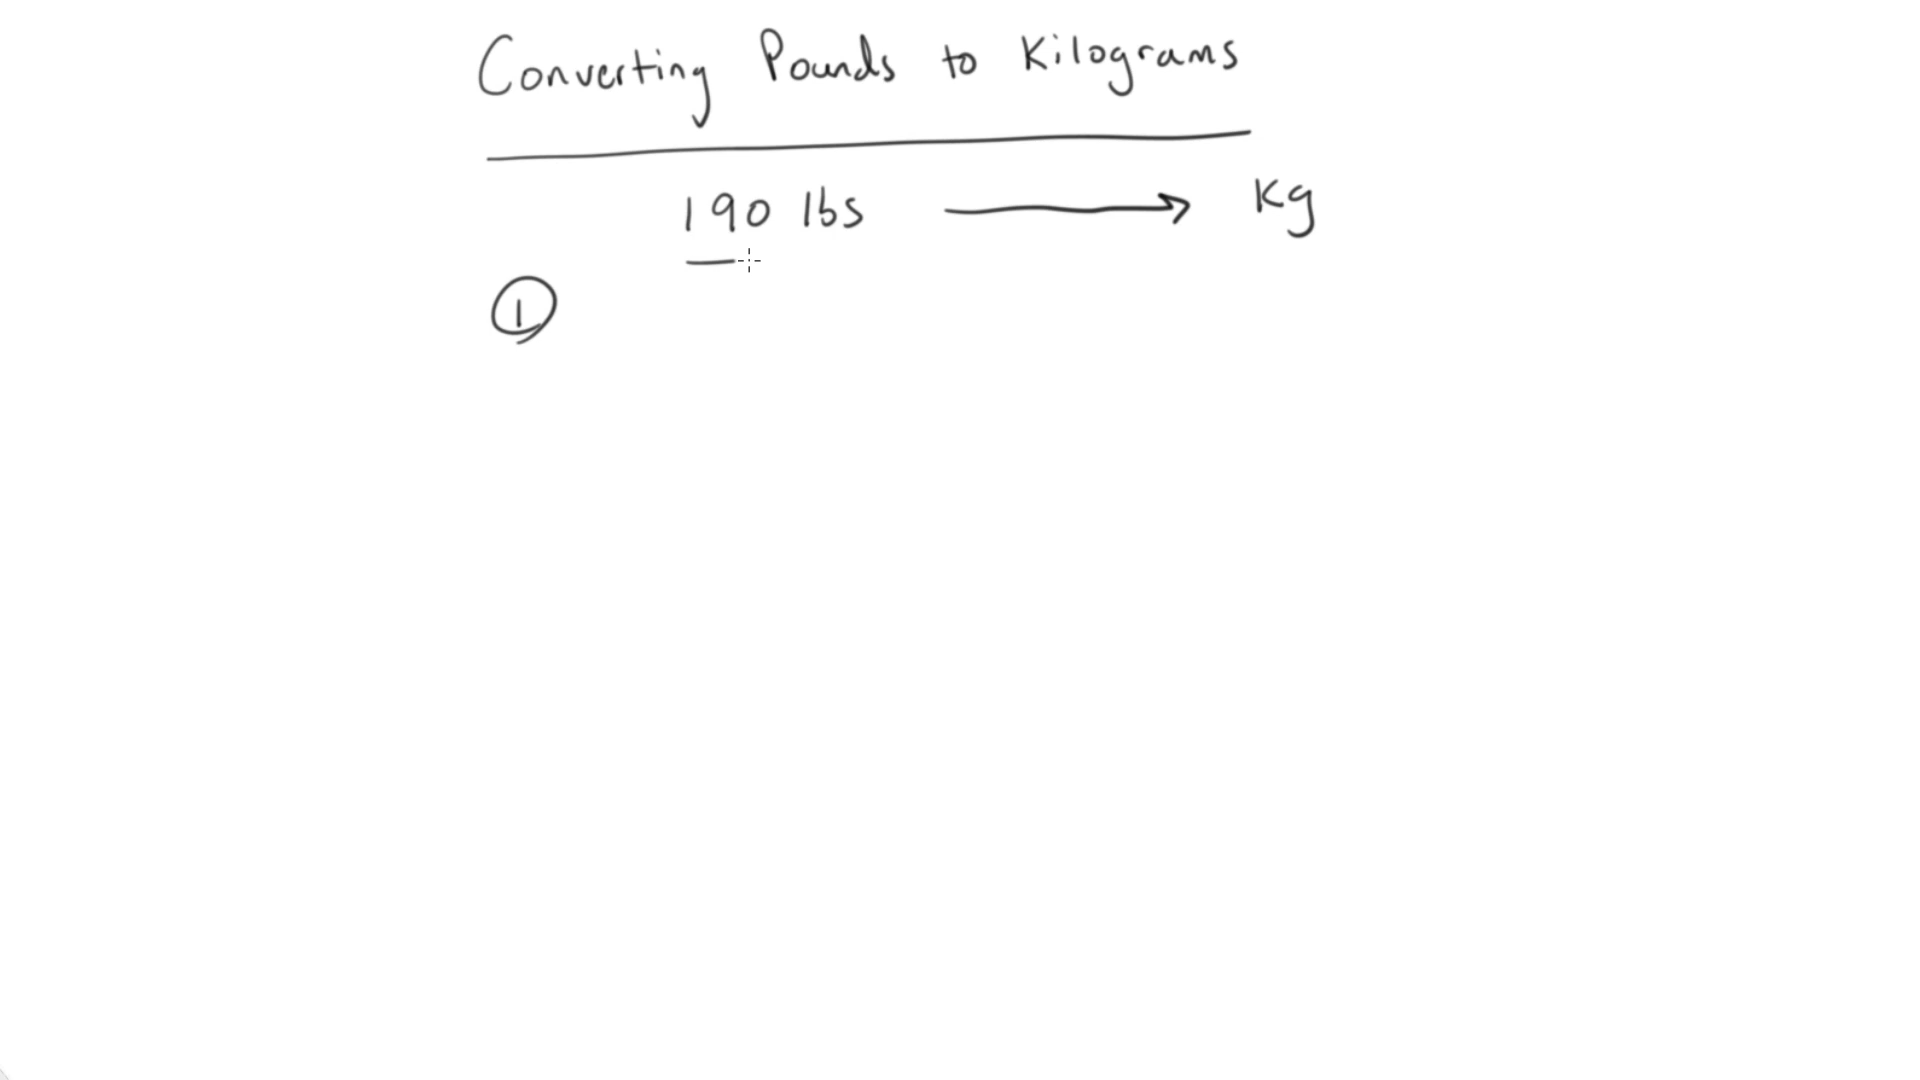 Converting Pounds to Kilograms
190 lbs → Kg
①